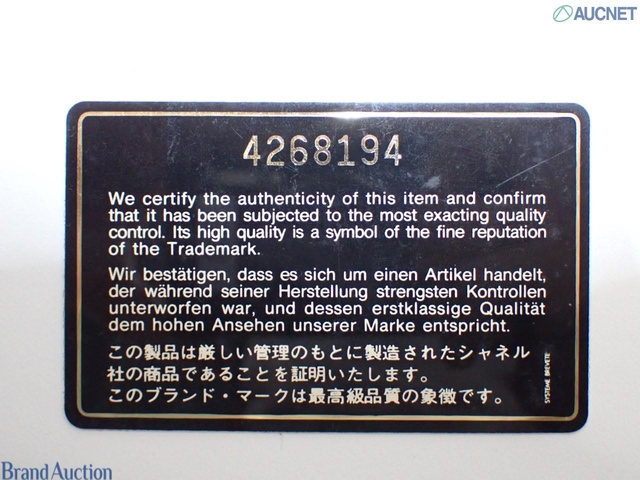 AUCNET
4268194
We certify the authenticity of this item and confirm
that it has been subjected to the most exacting quality
control. Its high quality is a symbol of the fine reputation
of the Trademark.
Wir bestätigen, dass es sich um einen Artikel handelt,
der während seiner Herstellung strengsten Kontrollen
unterworfen war, und dessen erstklassige Qualität
dem hohen Ansehen unserer Marke entspricht.
この製品は厳しい管理のもとに製造されたシャネル
社の商品であることを証明いたします。
このブランド・マークは最高級品質の象徴です。
SYSTEME BREVETE
Brand Auction